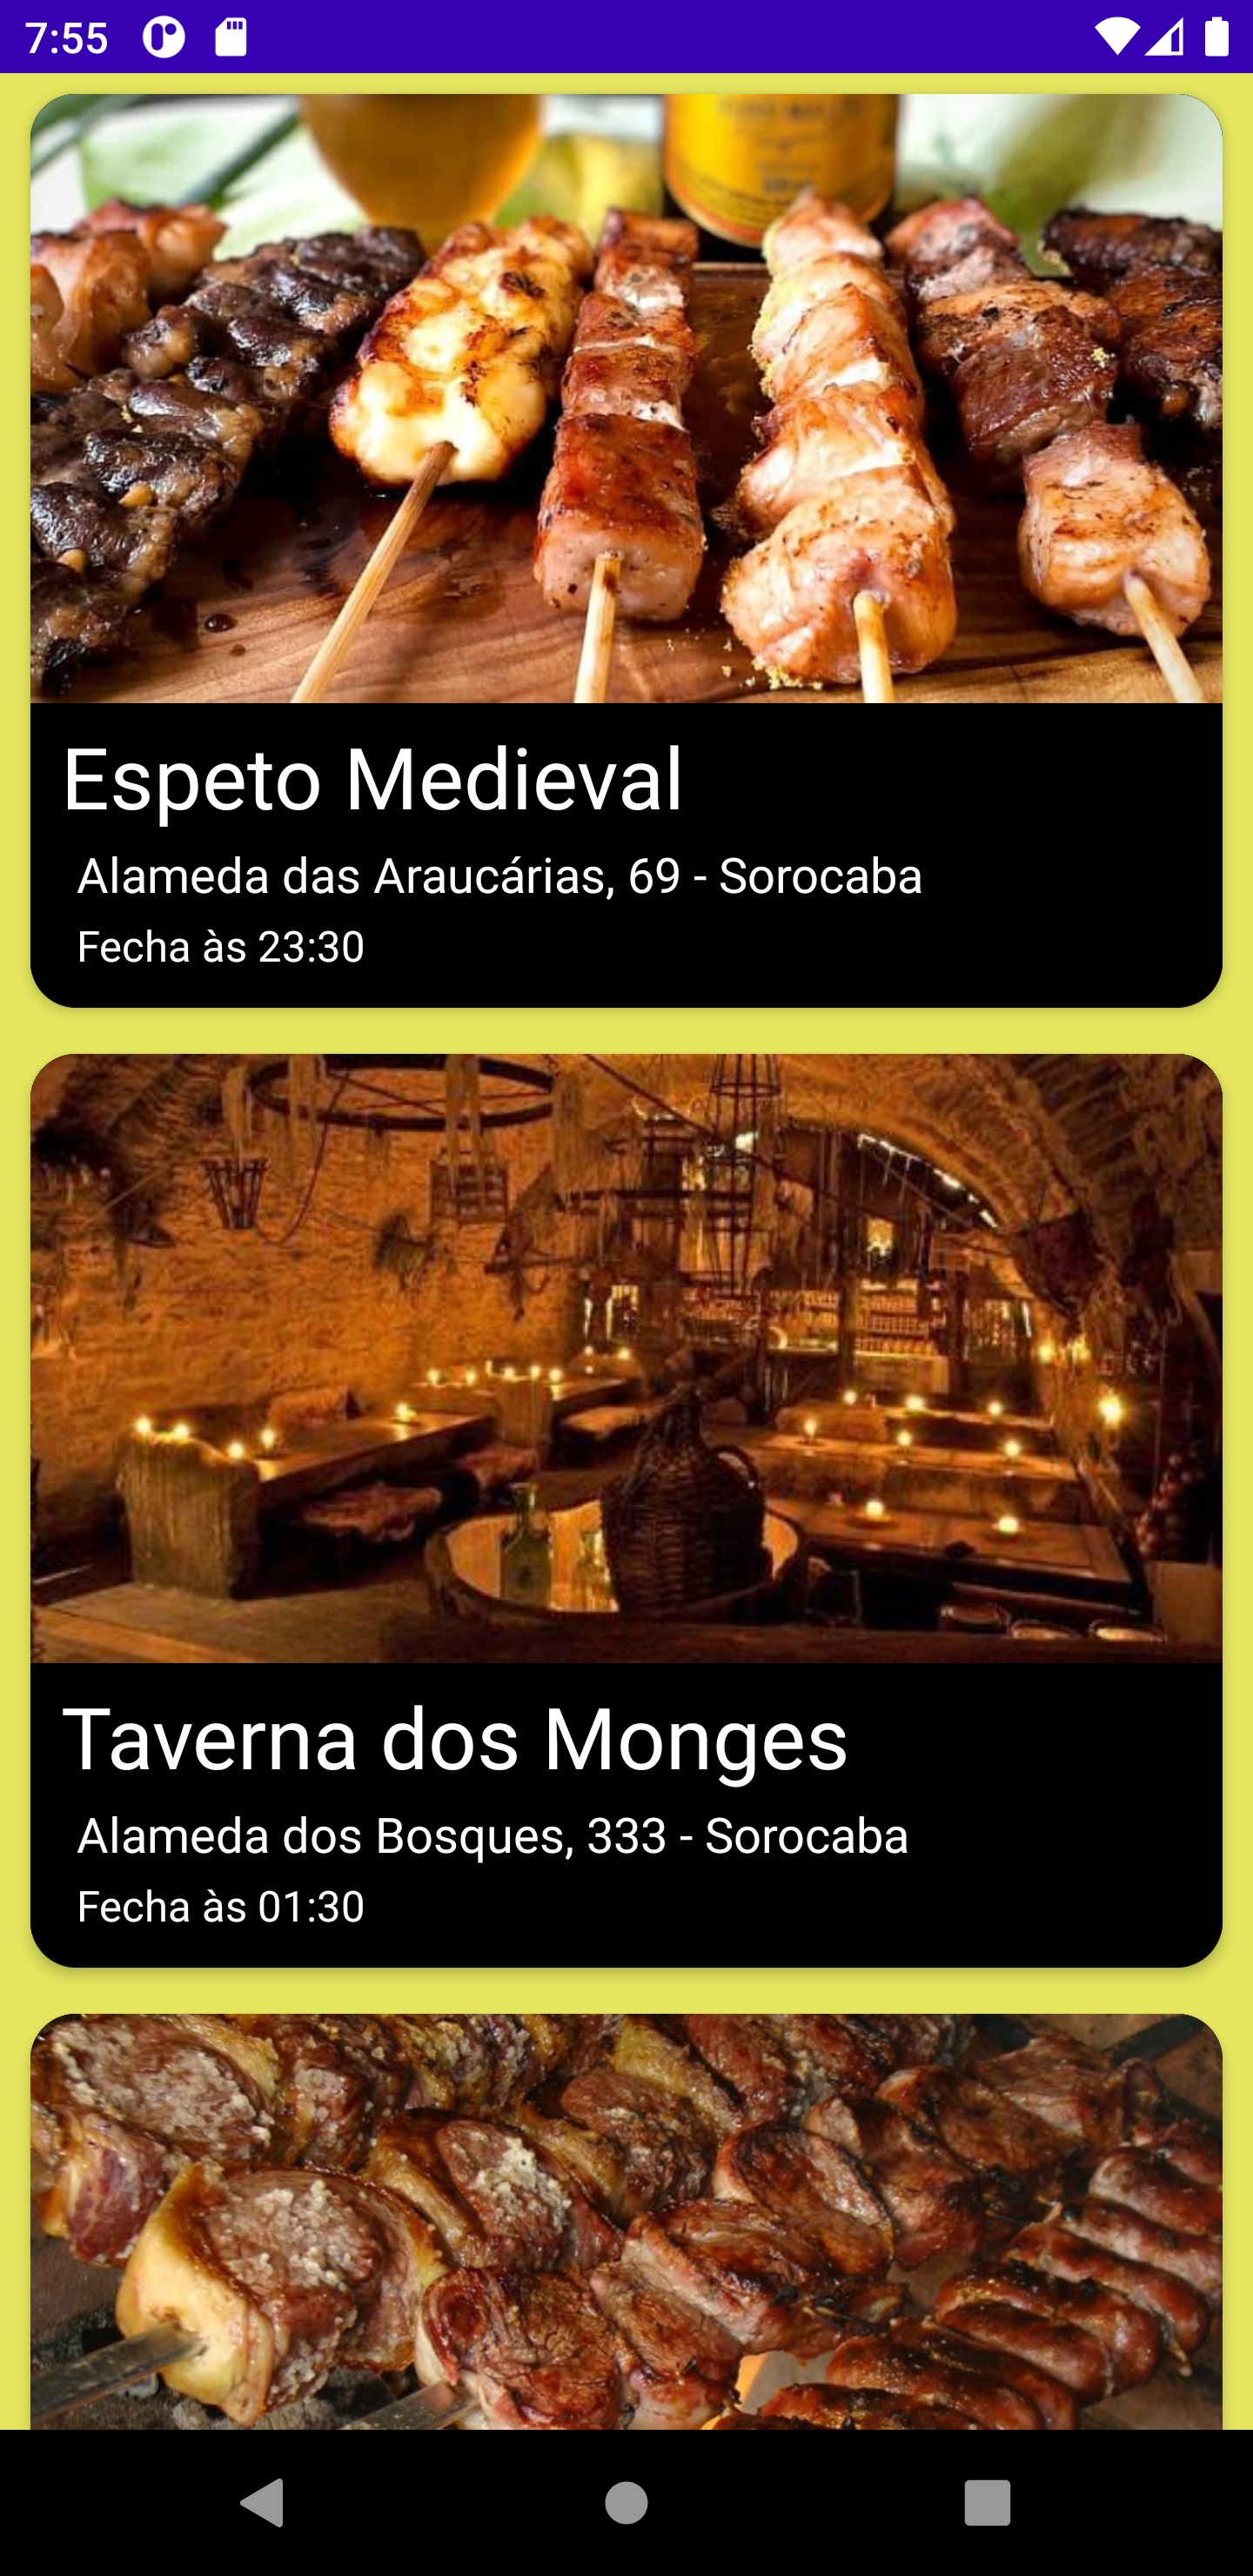 7:55
Espeto Medieval
Alameda das Araucárias, 69 - Sorocaba
Fecha às 23:30
Taverna dos Monges
Alameda dos Bosques, 333 - Sorocaba
Fecha às 01:30